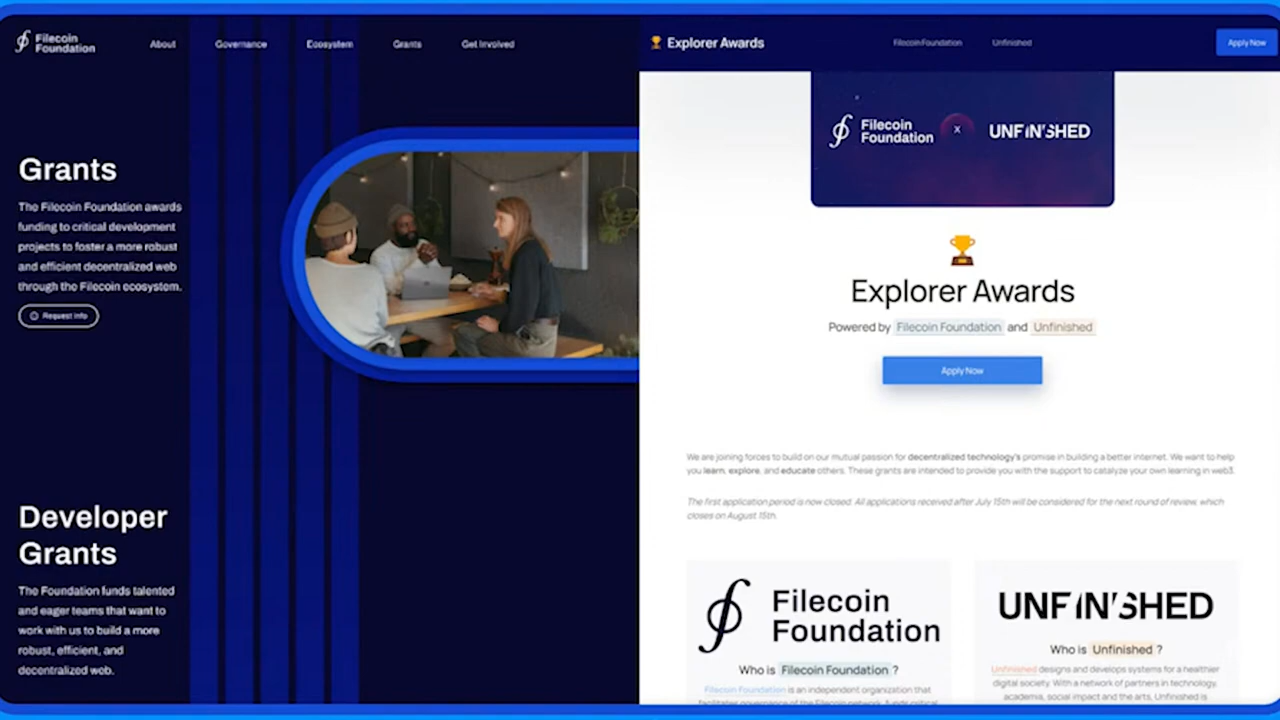 Filecoin
Foundation
About
Governance
Ecosystem
Grants
Get Involved
Grants
The Filecoin Foundation awards
funding to critical development
projects to foster a more robust
and efficient decentralized web
through the Filecoin ecosystem.
Request Info
Developer
Grants
The Foundation funds talented
and eager teams that want to
work with us to build a more
robust, efficient, and
decentralized web.
Explorer Awards
Filecoin Foundation
Unfinished
Apply Now
Filecoin
Foundation
X
UNFINISHED
Explorer Awards
Powered by Filecoin Foundation and Unfinished
Apply Now
We are joining forces to build on our mutual passion for decentralized technology's promise in building a better internet. We want to help
you learn, explore, and educate others. These grants are intended to provide you with the support to catalyze your own learning in web3.
The first application period is now closed. All applications received after July 15th will be considered for the next round of review, which
closes on August 15th.
Filecoin
Foundation
Who is Filecoin Foundation ?
Filecoin Foundation is an independent organization that
facilitates governance of the Filecoin network, funds critical
UNFINISHED
Who is Unfinished ?
Unfinished designs and develops systems for a healthier
digital society. With a network of partners in technology,
academia, social impact and the arts, Unfinished is